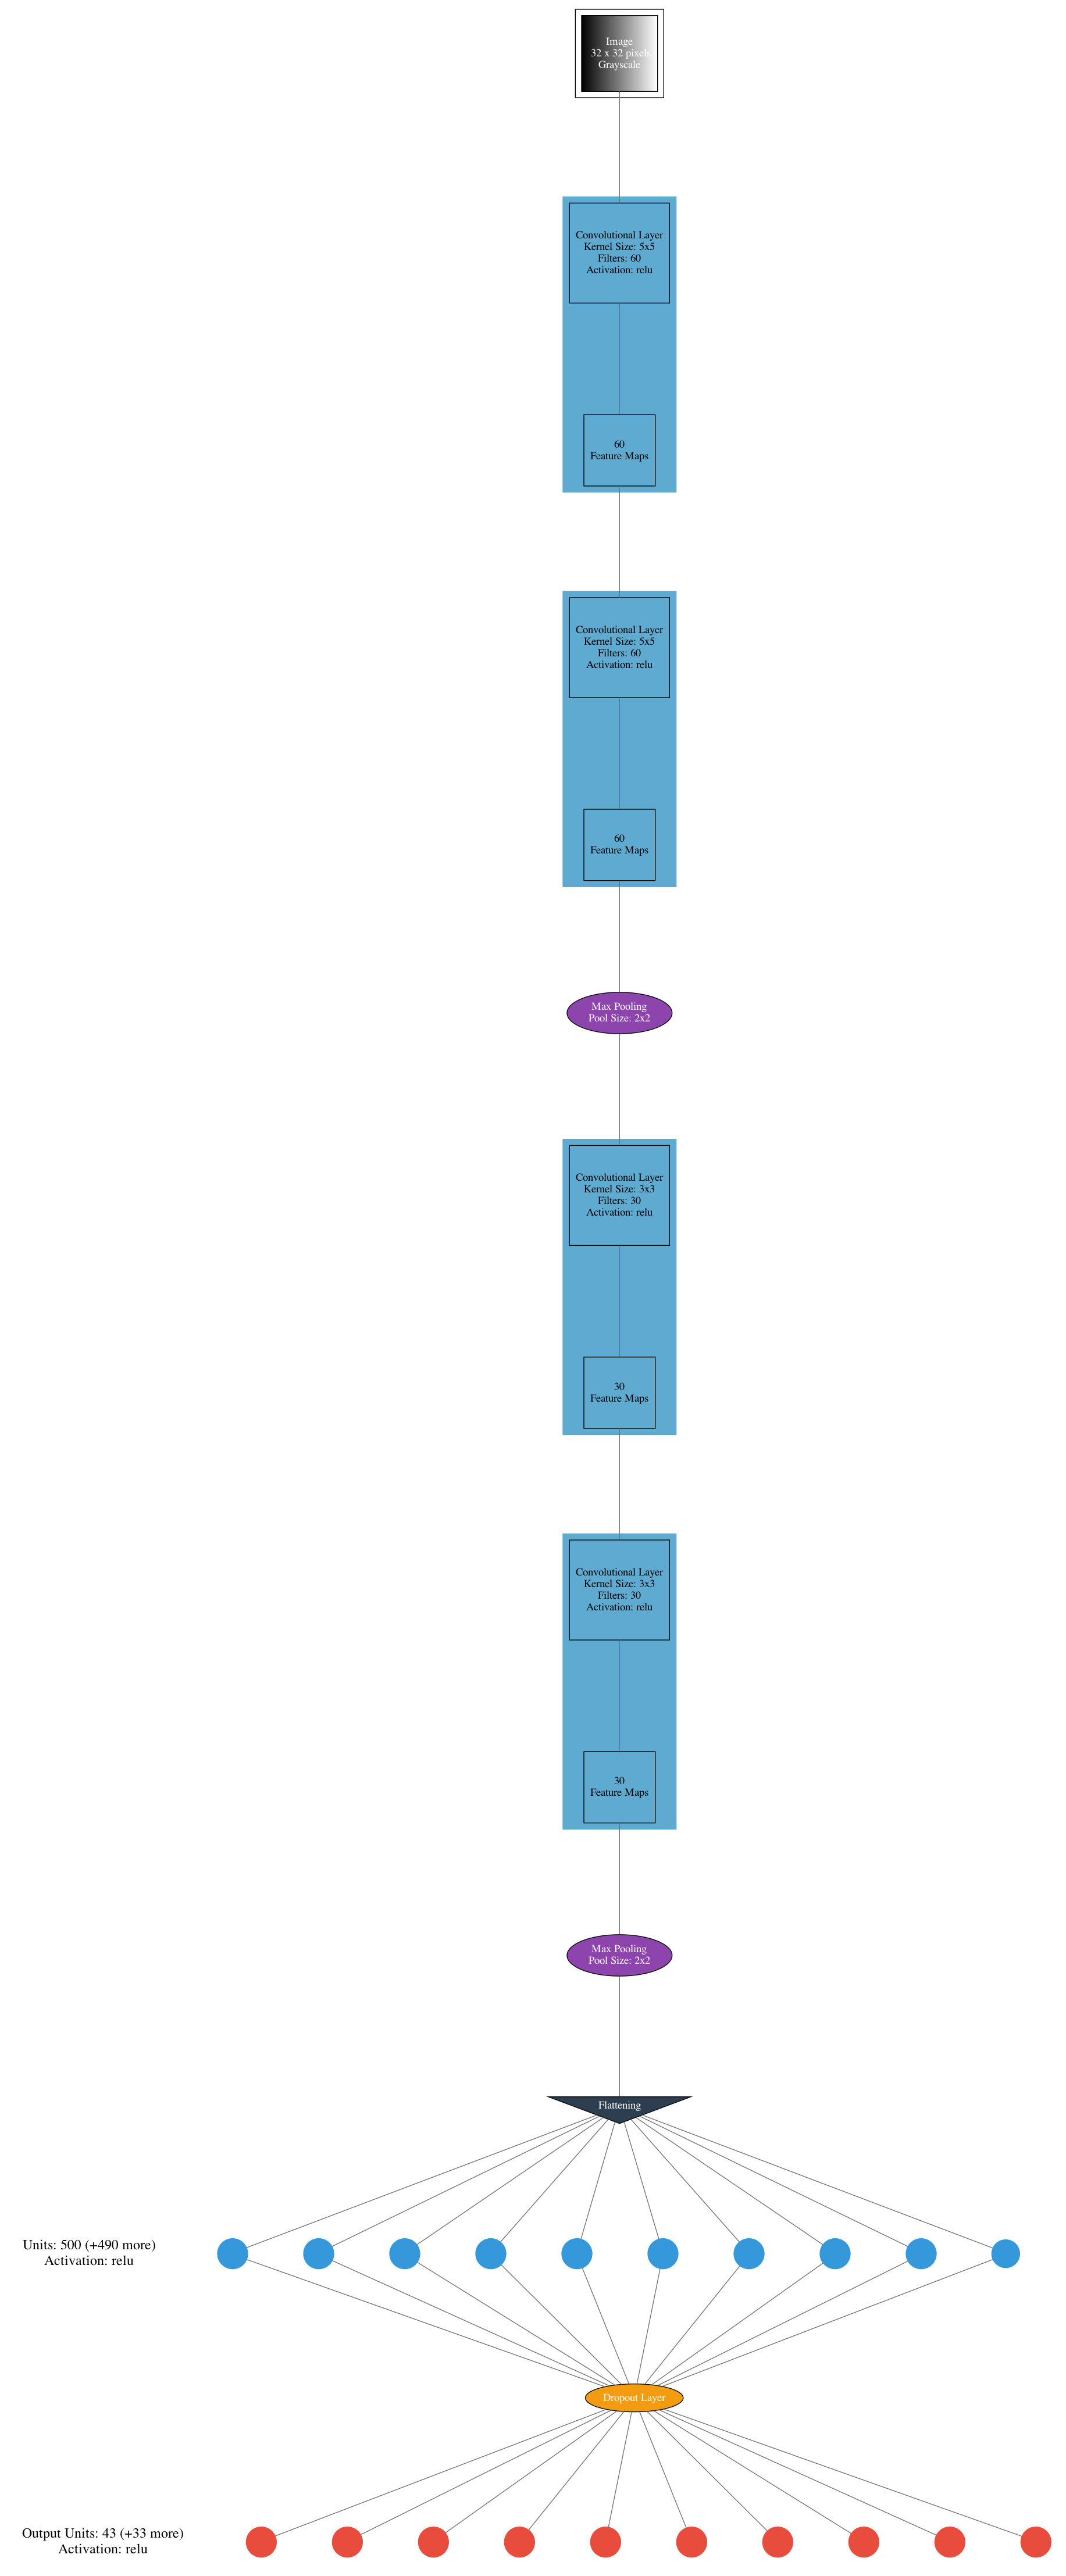 Image
32 x 32 pixels
Grayscale
Convolutional Layer
Kernel Size: 5x5
Filters: 60
Activation: relu
60
Feature Maps
Convolutional Layer
Kernel Size: 5x5
Filters: 60
Activation: relu
60
Feature Maps
Max Pooling
Pool Size: 2x2
Convolutional Layer
Kernel Size: 3x3
Filters: 30
Activation: relu
30
Feature Maps
Convolutional Layer
Kernel Size: 3x3
Filters: 30
Activation: relu
30
Feature Maps
Max Pooling
Pool Size: 2x2
Flattening
Units: 500 (+490 more)
Activation: relu
Dropout Layer
Output Units: 43 (+33 more)
Activation: relu